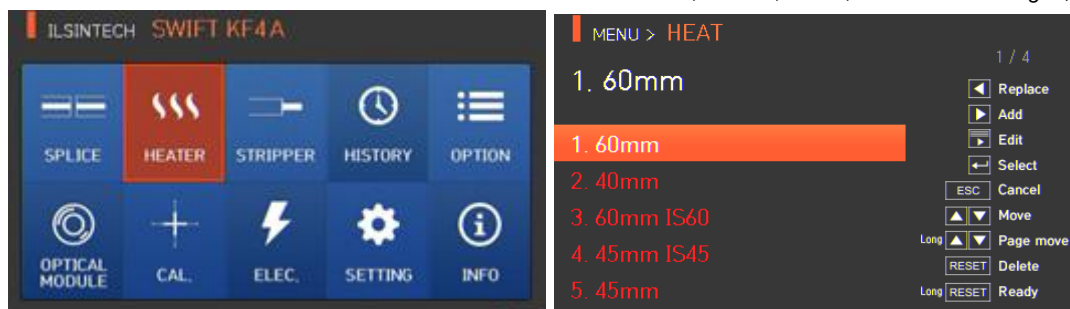 ILSINTECH SWIFT KF4A
SPLICE HEATER STRIPPER HISTORY OPTION
OPTICAL MODULE CAL. ELEC. SETTING INFO
MENU > HEAT
1 / 4
1. 60mm
Replace
Add
1. 60mm
Edit
Select
2. 40mm
ESC Cancel
3. 60mm IS60
Move
Long Page move
4. 45mm IS45
RESET Delete
5. 45mm
Long RESET Ready